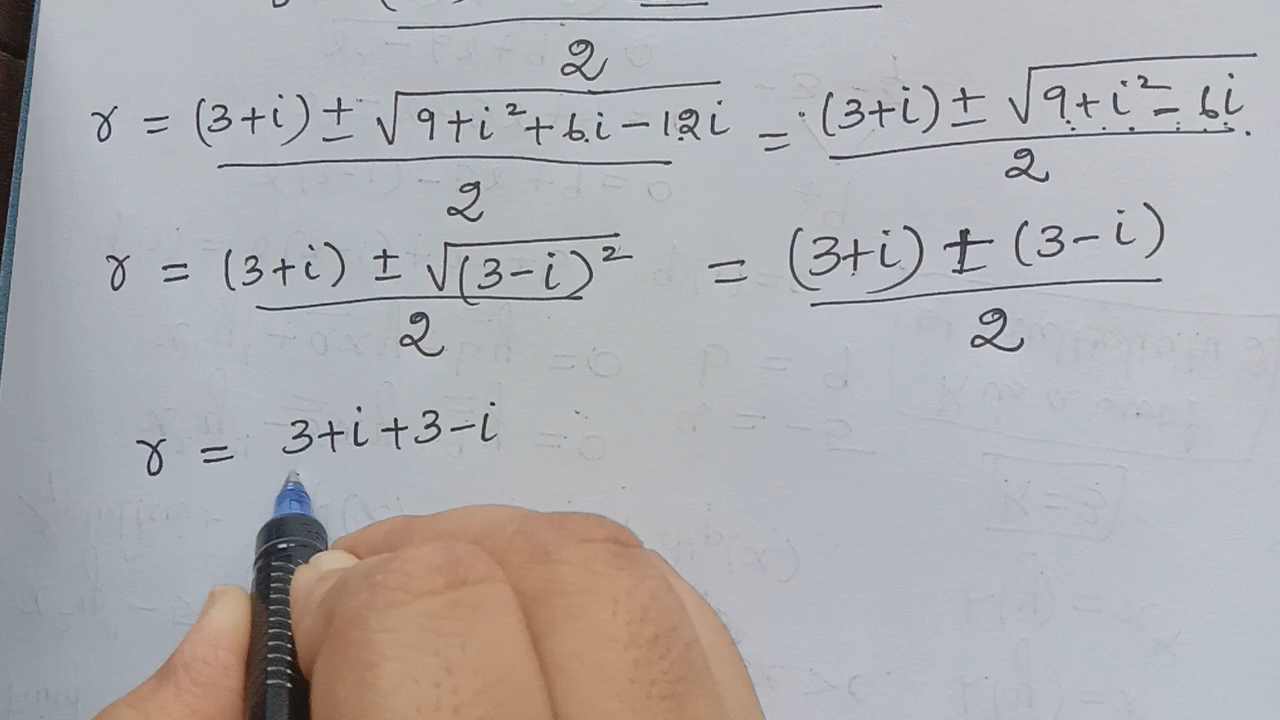 2
γ = (3+i) ± √9+i²+6i-12i / 2 = (3+i) ± √9+i²-6i / 2
γ = (3+i) ± √(3-i)² / 2 = (3+i) ± (3-i) / 2
γ = 3+i+3-i